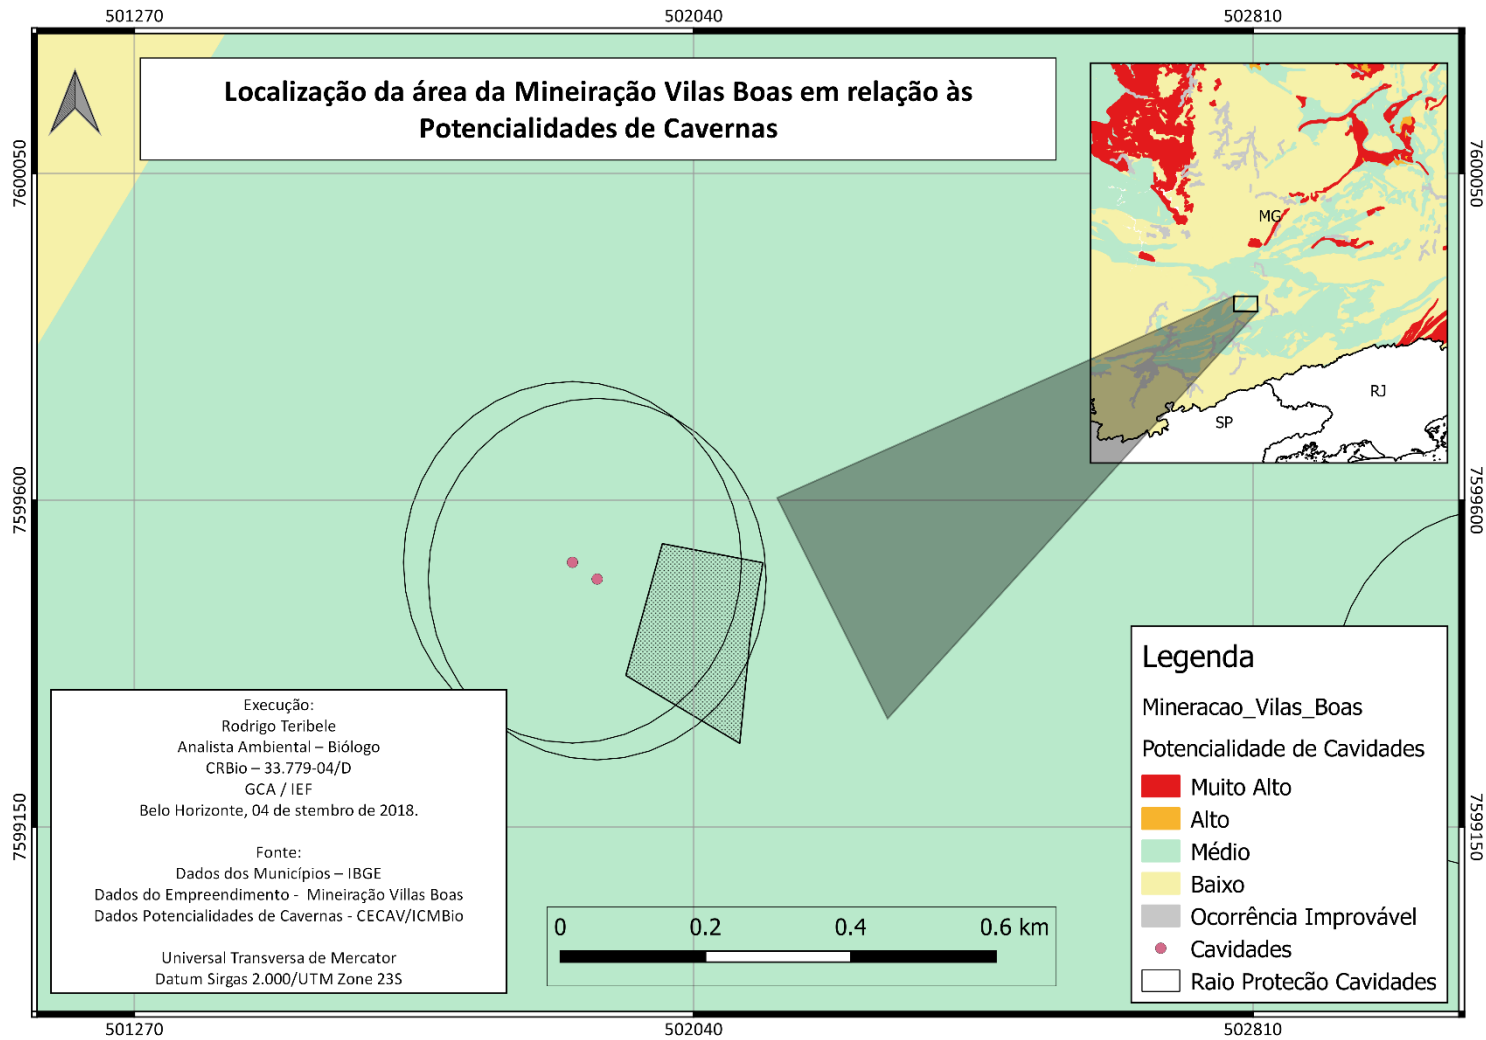 501270
502040
502810
Localização da área da Mineiração Vilas Boas em relação às
Potencialidades de Cavernas
7600050
7600050
MG
RJ
SP
7599600
7599600
Execução:
Rodrigo Teribele
Analista Ambiental – Biólogo
CRBio – 33.779-04/D
GCA / IEF
Belo Horizonte, 04 de stembro de 2018.
Fonte:
Dados dos Municípios – IBGE
Dados do Empreendimento - Mineiração Villas Boas
Dados Potencialidades de Cavernas - CECAV/ICMBio
Universal Transversa de Mercator
Datum Sirgas 2.000/UTM Zone 23S
Legenda
Mineracao_Vilas_Boas
Potencialidade de Cavidades
Muito Alto
Alto
Médio
Baixo
Ocorrência Improvável
Cavidades
Raio Protecão Cavidades
7599150
7599150
0 0.2 0.4 0.6 km
501270
502040
502810